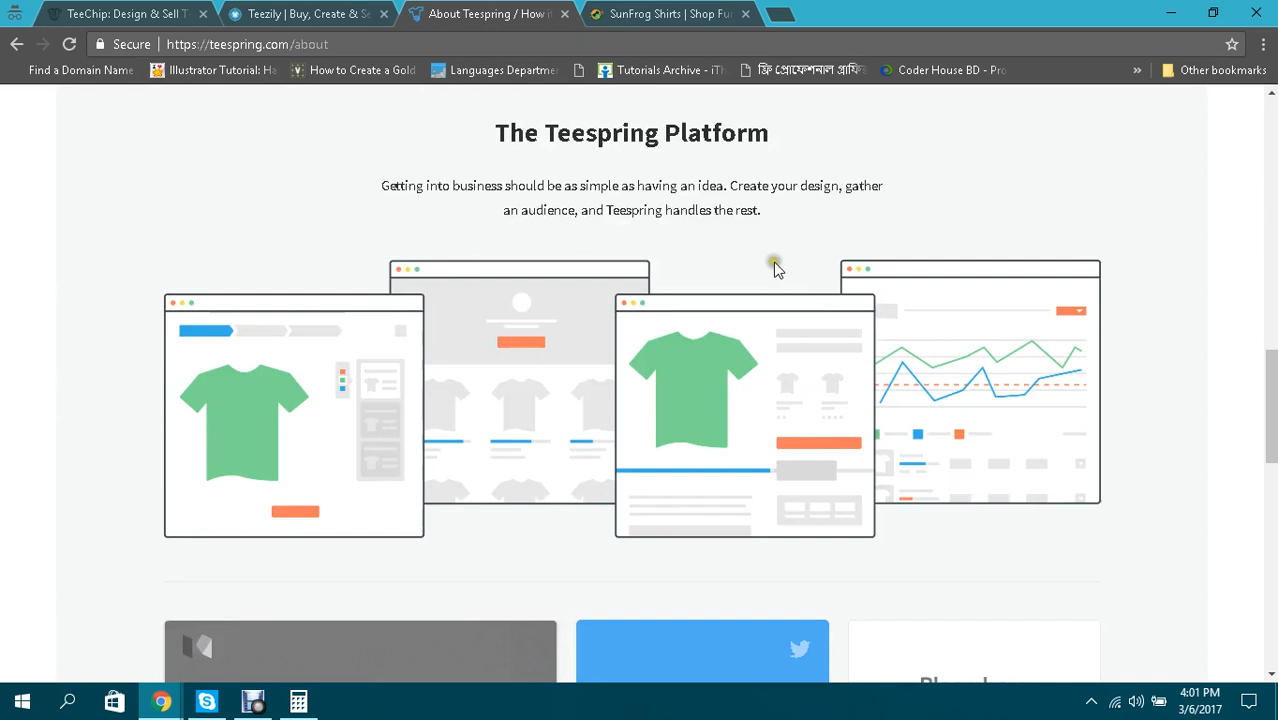 TeeChip: Design & Sell T
Teezily | Buy, Create & Se
About Teespring / How i
SunFrog Shirts | Shop Fur
Secure
https://teespring.com/about
Find a Domain Name
Illustrator Tutorial: Ha
How to Create a Gold
Languages Departme
Tutorials Archive - iTh
ফ্রি প্রোফেশনাল গ্রাফি
Coder House BD - Pro
Other bookmarks
The Teespring Platform
Getting into business should be as simple as having an idea. Create your design, gather
an audience, and Teespring handles the rest.
4:01 PM
3/6/2017